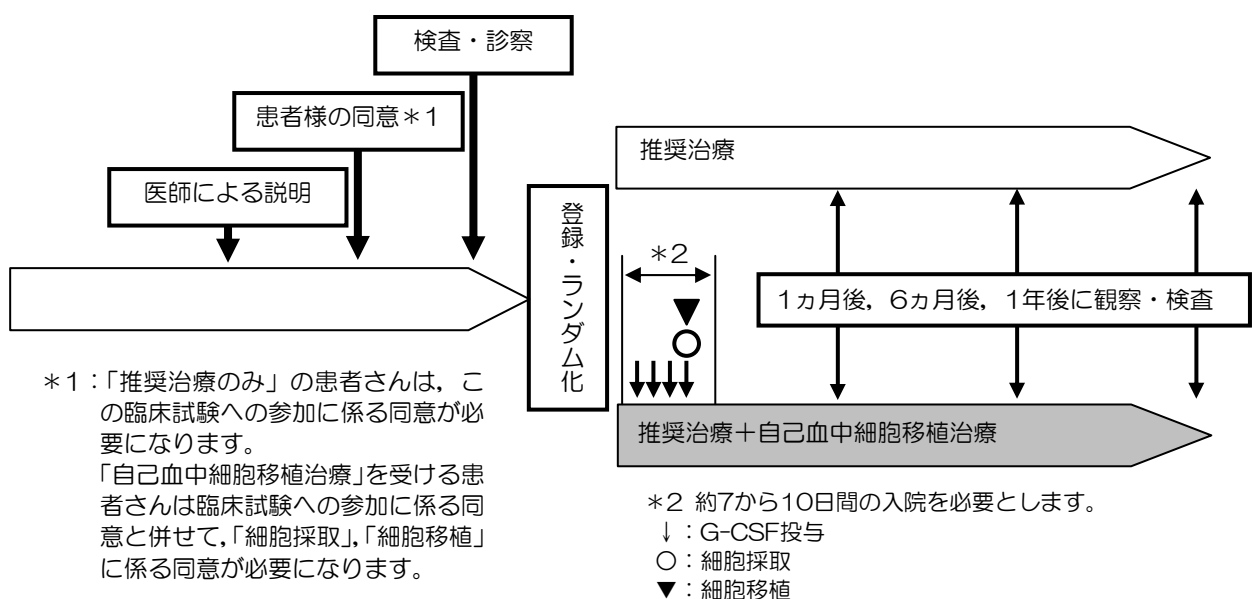 検査・診察
患者様の同意＊1
医師による説明
登録・ランダム化
推奨治療
＊2
1ヵ月後，6ヵ月後，1年後に観察・検査
推奨治療＋自己血中細胞移植治療
＊1：「推奨治療のみ」の患者さんは，こ
の臨床試験への参加に係る同意が必
要になります。
「自己血中細胞移植治療」を受ける患
者さんは臨床試験への参加に係る同
意と併せて，「細胞採取」，「細胞移植」
に係る同意が必要になります。
＊2 約7から10日間の入院を必要とします。
↓：G-CSF投与
○：細胞採取
▼：細胞移植